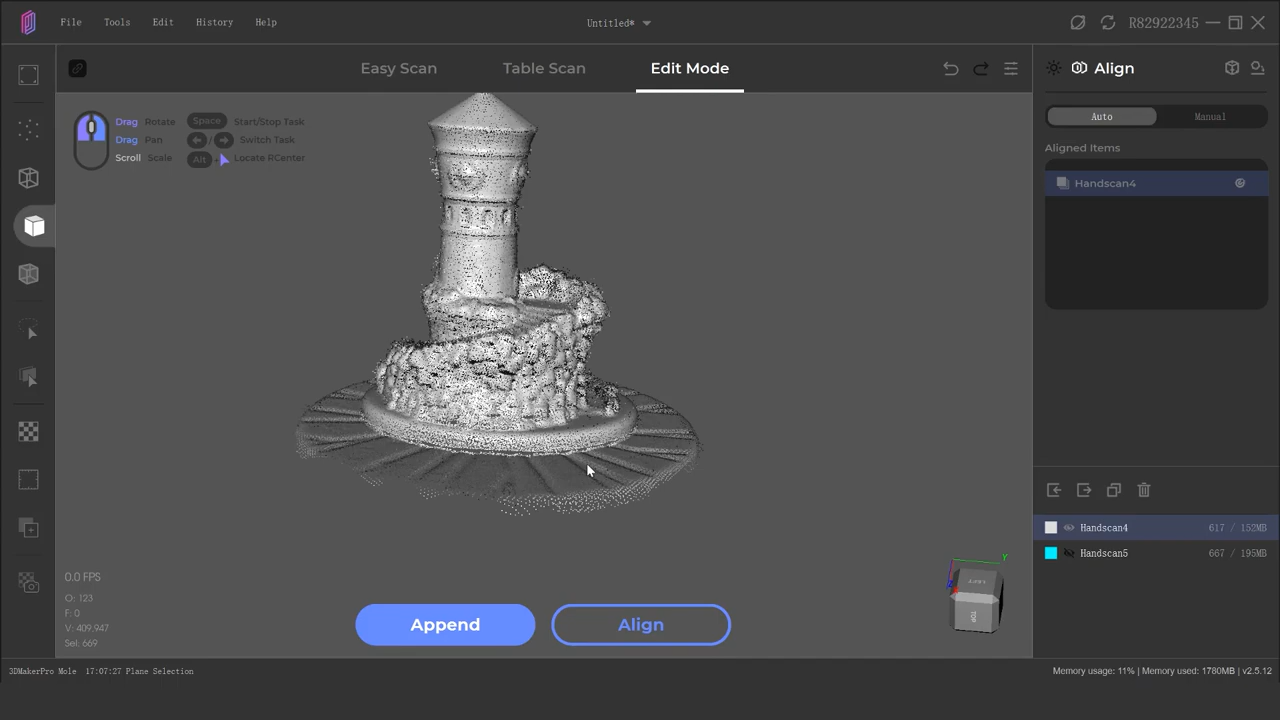 File Tools Edit History Help Untitled* R82922345
Easy Scan Table Scan Edit Mode Align
Drag Rotate Space Start/Stop Task
Drag Pan / Switch Task
Scroll Scale Alt + Locate RCenter
Auto Manual
Aligned Items
Handscan4
Handscan4 617 / 152MB
Handscan5 667 / 195MB
Y
TOP
0.0 FPS
O: 123
F: 0
V: 409,947
Sel: 669
Append Align
3DMakerPro Mole 17:07:27 Plane Selection Memory usage: 11% | Memory used: 1780MB | v2.5.12